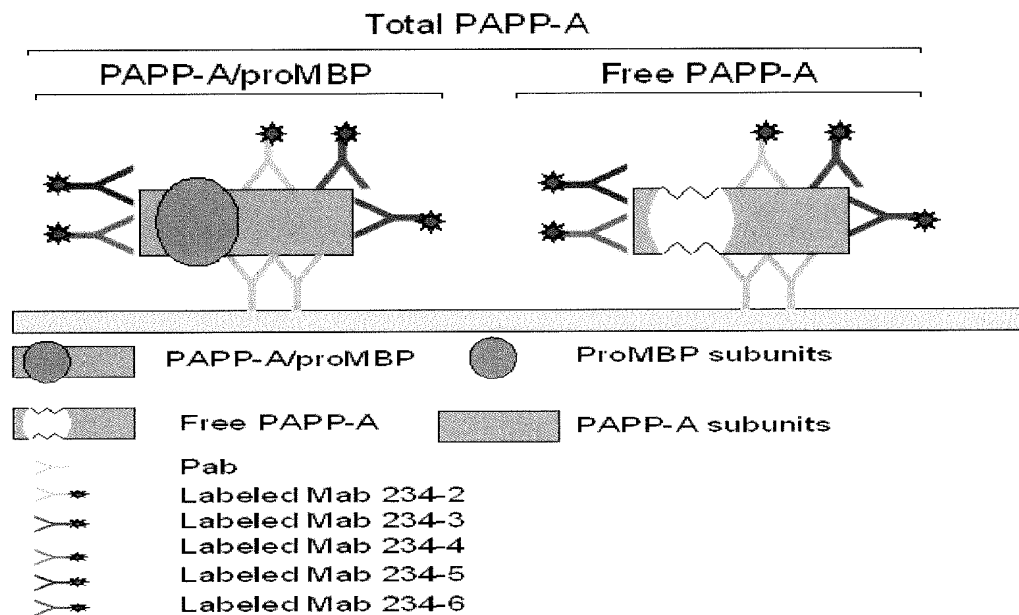 Total PAPP-A
PAPP-A/proMBP
Free PAPP-A
PAPP-A/proMBP
ProMBP subunits
Free PAPP-A
PAPP-A subunits
Pab
Labeled Mab 234-2
Labeled Mab 234-3
Labeled Mab 234-4
Labeled Mab 234-5
Labeled Mab 234-6